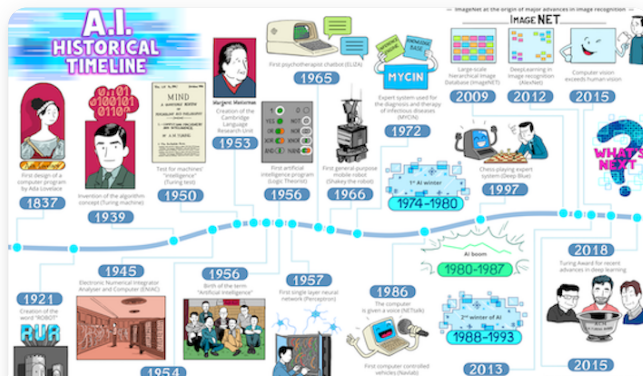 A.I.
HISTORICAL
TIMELINE
First design of a
computer program
by Ada Lovelace
1837
Invention of the algorithm
concept (Turing machine)
1939
MIND
Test for machines'
"intelligence"
(Turing test)
1950
Margaret Masterman
Creation of the
Cambridge
Language
Research Unit
1953
First psychotherapist chatbot (ELIZA)
1965
First artificial
intelligence program
(Logic Theorist)
1956
First general-purpose
mobile robot
(Shakey the robot)
1966
INFERENCE
ENGINE
KNOWLEDGE
BASE
MYCIN
Expert system used for
the diagnosis and therapy
of infectious diseases
(MYCIN)
1972
1st AI winter
1974-1980
ImageNet at the origin of major advances in image recognition
IMAGENET
Large-scale
hierarchical Image
Database (ImageNET)
2009
DeepLearning in
image recognition
(AlexNet)
2012
Computer vision
exceeds human vision
2015
Chess playing expert
system (Deep Blue)
1997
WHAT'S
NEXT
1921
Creation of the
word "ROBOT"
RUR
1945
Electronic Numerical Integrator
Analyser and Computer (ENIAC)
1954
1956
Birth of the term
"Artificial Intelligence"
1957
First single layer neural
network (Perceptron)
1986
The computer
is given a voice (NETtalk)
First computer controlled
vehicles (Navlab)
AI boom
1980-1987
2nd winter of AI
1988-1993
2013
2018
Turing Award for recent
advances in deep learning
2015